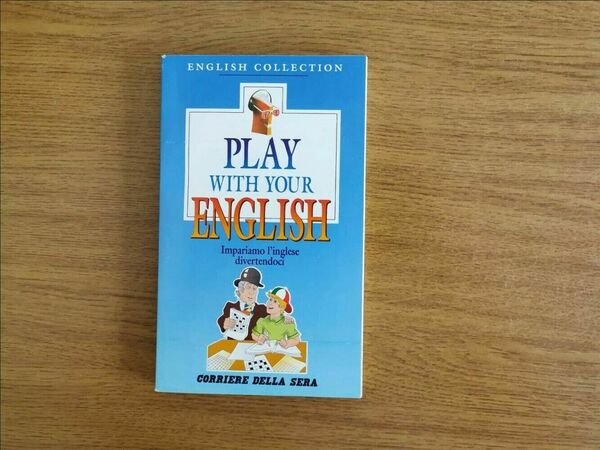 ENGLISH COLLECTION
PLAY
WITH YOUR
ENGLISH
Impariamo l'inglese
divertendoci
CORRIERE DELLA SERA